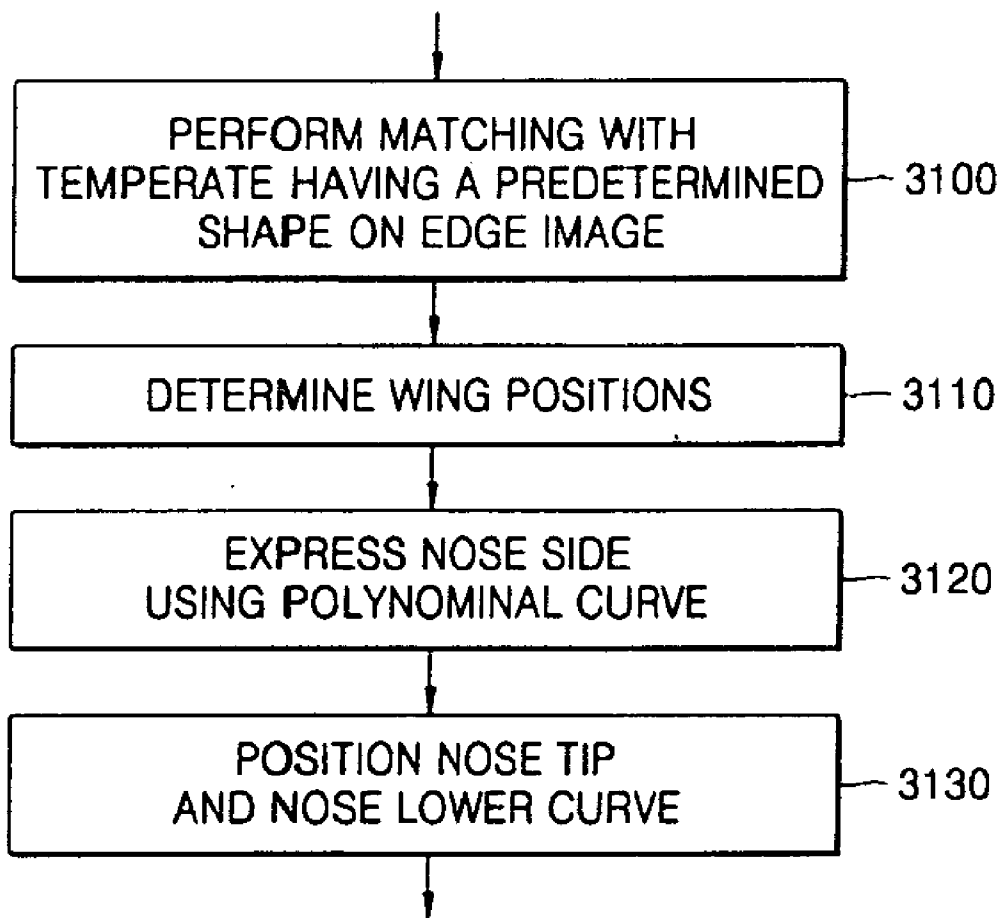 PERFORM MATCHING WITH
TEMPERATE HAVING A PREDETERMINED
SHAPE ON EDGE IMAGE
3100
DETERMINE WING POSITIONS
3110
EXPRESS NOSE SIDE
USING POLYNOMINAL CURVE
3120
POSITION NOSE TIP
AND NOSE LOWER CURVE
3130